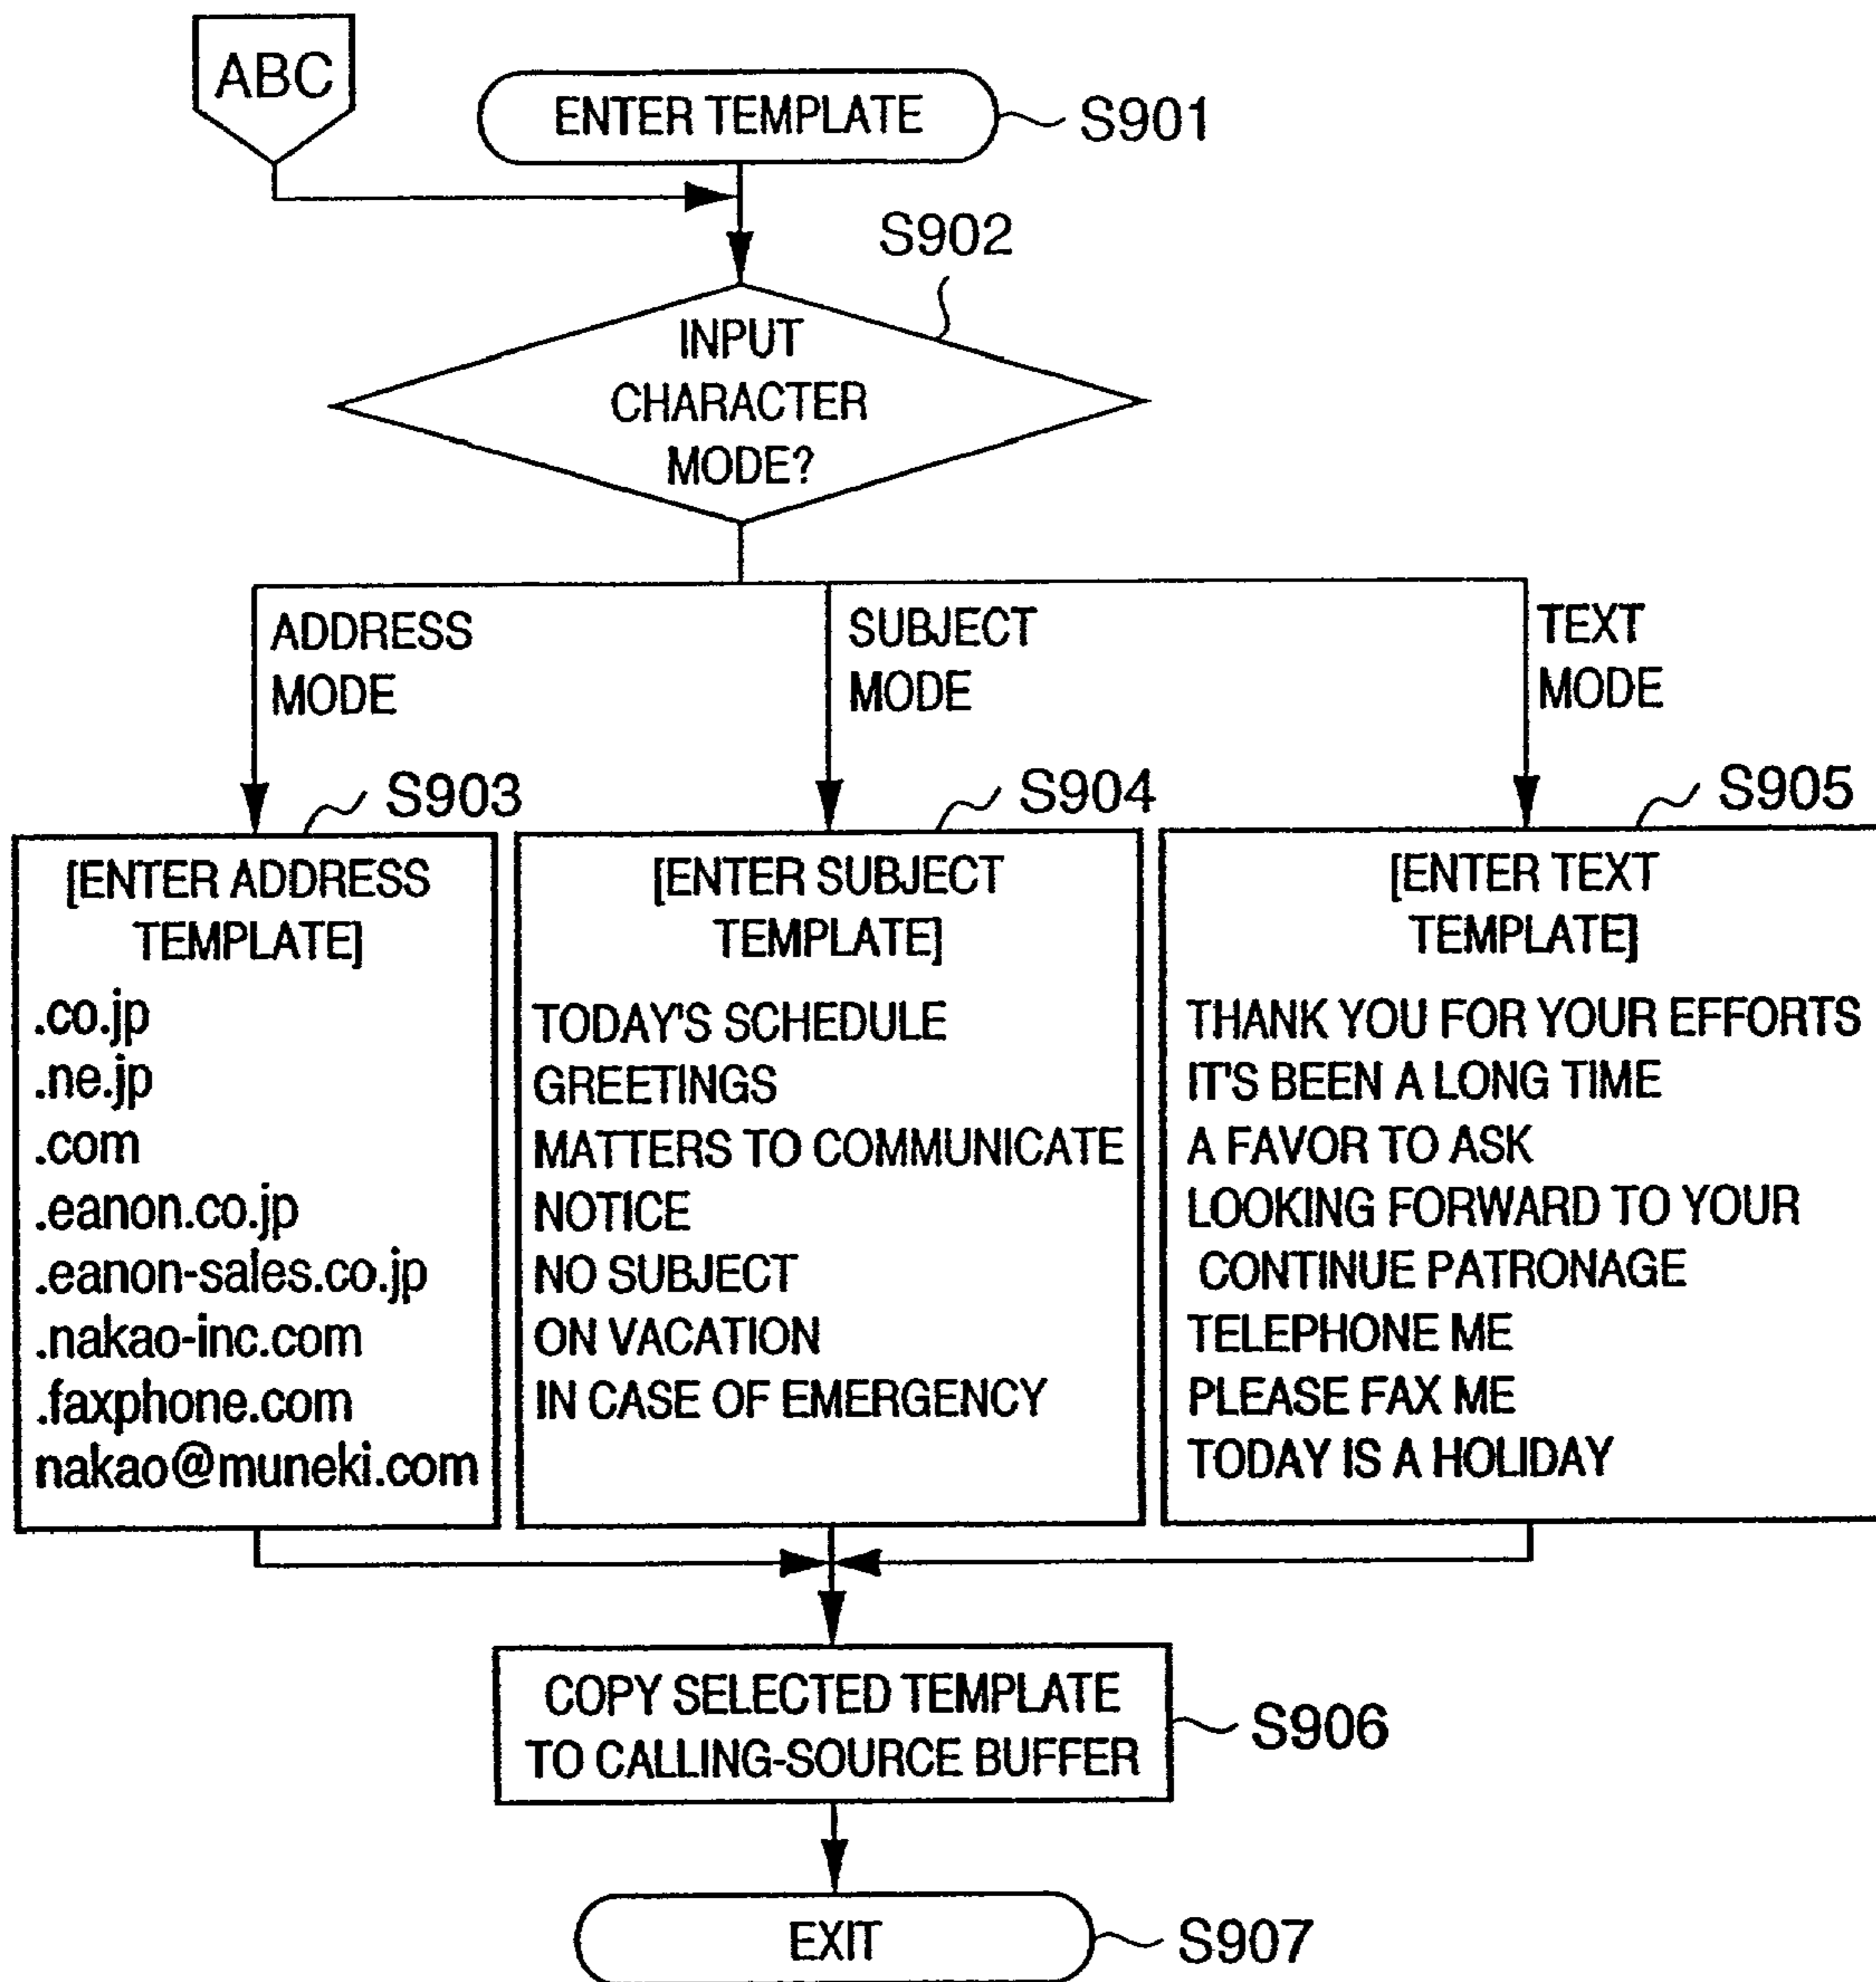 ABC
ENTER TEMPLATE
S901
S902
INPUT
CHARACTER
MODE?
ADDRESS
MODE
SUBJECT
MODE
TEXT
MODE
S903
[ENTER ADDRESS
TEMPLATE]
.co.jp
.ne.jp
.com
.eanon.co.jp
.eanon-sales.co.jp
.nakao-inc.com
.faxphone.com
nakao@muneki.com
S904
[ENTER SUBJECT
TEMPLATE]
TODAY'S SCHEDULE
GREETINGS
MATTERS TO COMMUNICATE
NOTICE
NO SUBJECT
ON VACATION
IN CASE OF EMERGENCY
S905
[ENTER TEXT
TEMPLATE]
THANK YOU FOR YOUR EFFORTS
IT'S BEEN A LONG TIME
A FAVOR TO ASK
LOOKING FORWARD TO YOUR
CONTINUE PATRONAGE
TELEPHONE ME
PLEASE FAX ME
TODAY IS A HOLIDAY
COPY SELECTED TEMPLATE
TO CALLING-SOURCE BUFFER
S906
EXIT
S907